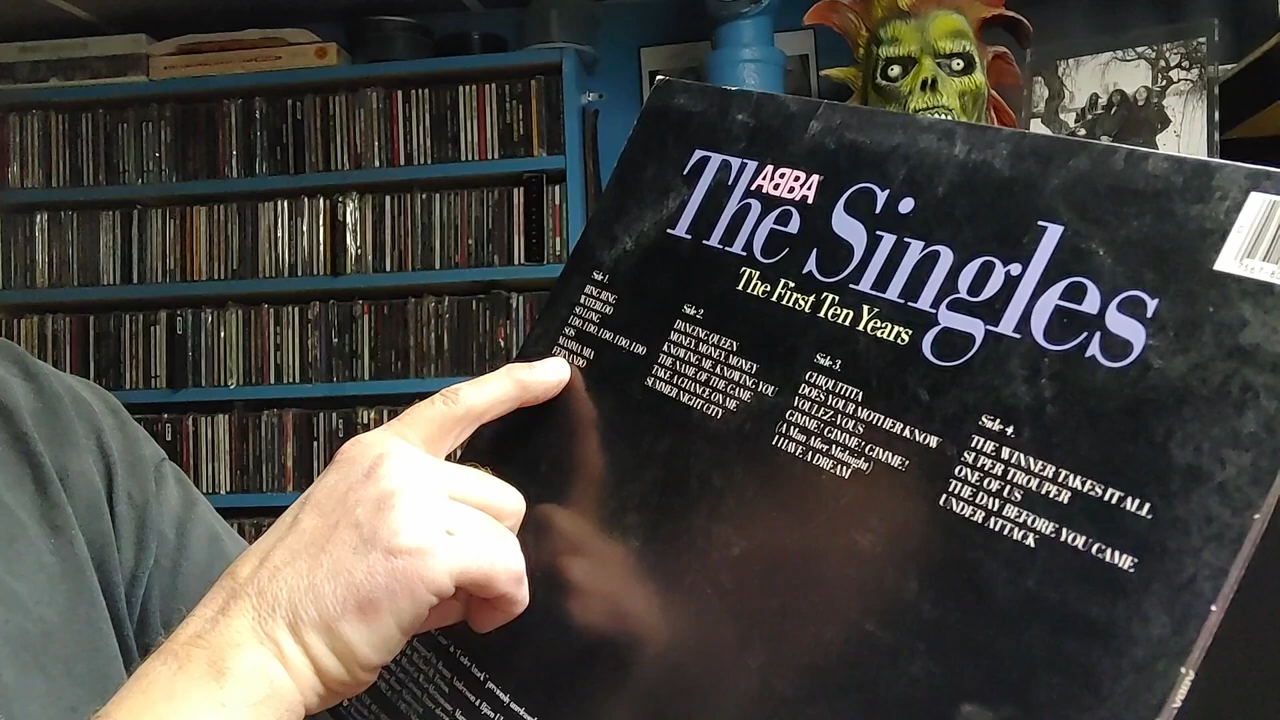 ABBA
The Singles
The First Ten Years
Side 1.
RING RING
WATERLOO
SO LONG
I DO, I DO, I DO, I DO, I DO
SOS
MAMMA MIA
FERNANDO
Side 2.
DANCING QUEEN
MONEY, MONEY, MONEY
KNOWING ME, KNOWING YOU
THE NAME OF THE GAME
TAKE A CHANCE ON ME
SUMMER NIGHT CITY
Side 3.
CHIQUITITA
DOES YOUR MOTHER KNOW
VOULEZ-VOUS
GIMME! GIMME! GIMME!
(A Man After Midnight)
I HAVE A DREAM
Side 4.
THE WINNER TAKES IT ALL
SUPER TROUPER
ONE OF US
THE DAY BEFORE YOU CAME
UNDER ATTACK